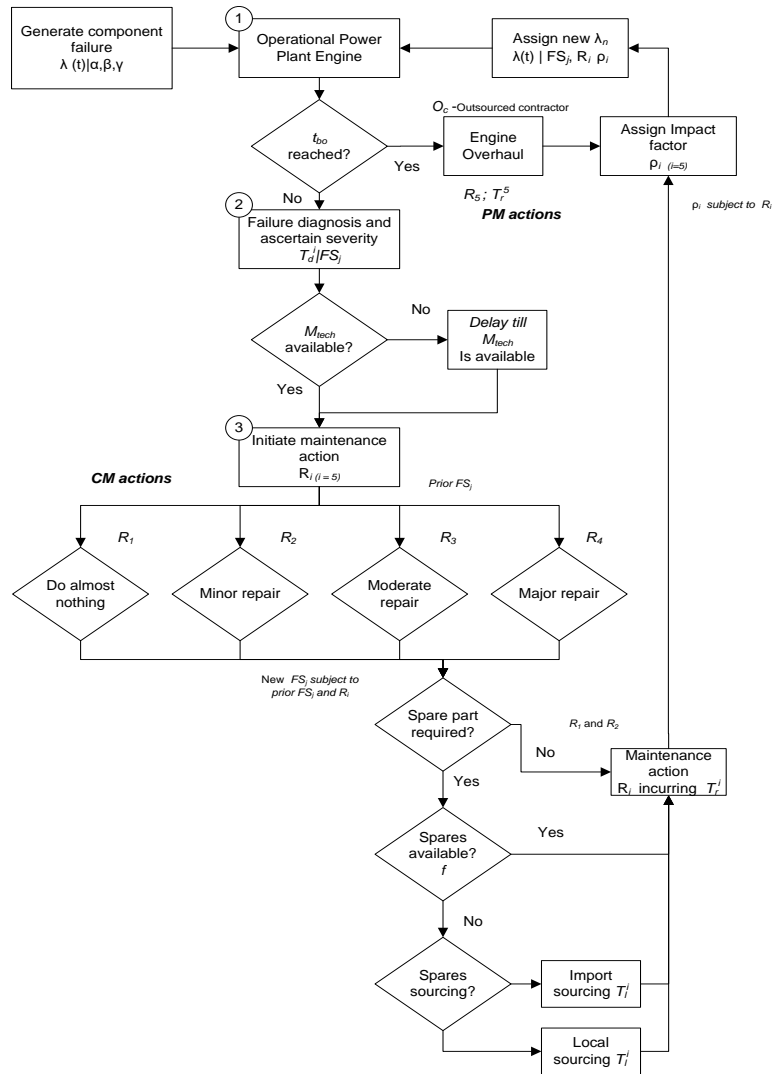 1
Generate component
failure
λ (t)|α,β,γ
Operational Power
Plant Engine
Assign new λn
λ(t) | FSj, Ri ρi
Oc -Outsourced contractor
tbo
reached?
Yes
Engine
Overhaul
Assign Impact
factor
ρi (i=5)
No
R5 ; Tr5
PM actions
ρi subject to Ri
2
Failure diagnosis and
ascertain severity
Tdi|FSj
Mtech
available?
No
Delay till
Mtech
Is available
Yes
3
Initiate maintenance
action
Ri (i = 5)
CM actions
Prior FSj
R1
R2
R3
R4
Do almost
nothing
Minor repair
Moderate
repair
Major repair
New FSj subject to
prior FSj and Ri
Spare part
required?
R1 and R2
No
Maintenance
action
Ri incurring Tri
Yes
Spares
available?
f
Yes
No
Spares
sourcing?
Import
sourcing Tli
Local
sourcing Tli